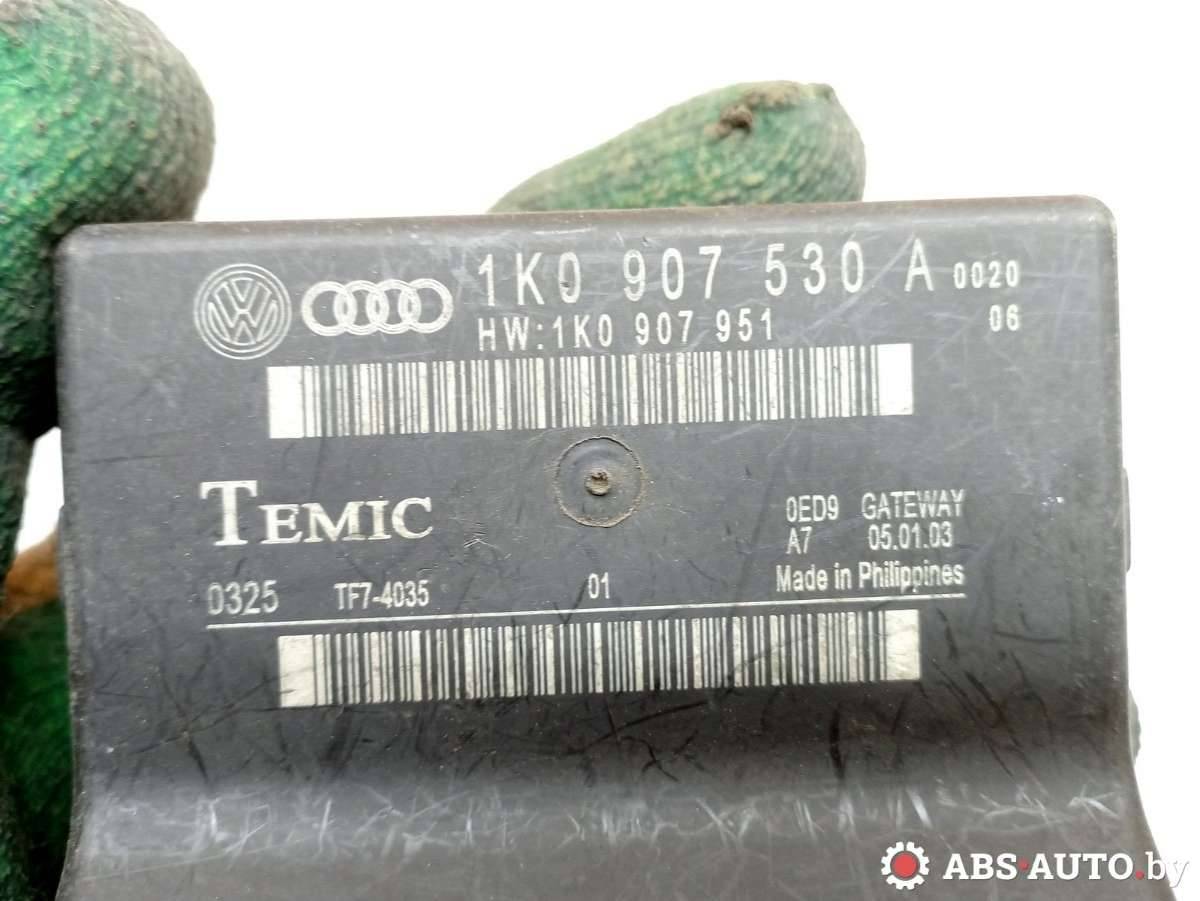 1K0 907 530 A 0020
HW:1K0 907 951 06
TEMIC
0ED9 GATEWAY
A7 05.01.03
0325 TF7-4035 01 Made in Philippines
ABS-AUTO.by